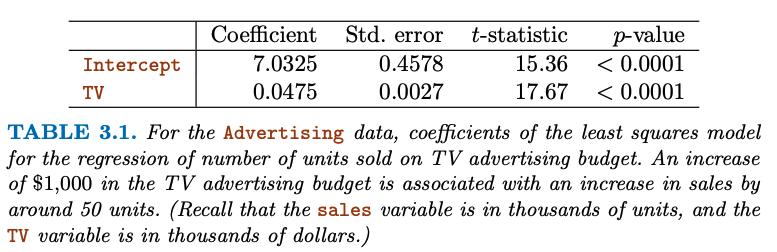 Coefficient Std. error t-statistic p-value
Intercept 7.0325 0.4578 15.36 < 0.0001
TV 0.0475 0.0027 17.67 < 0.0001
TABLE 3.1. For the Advertising data, coefficients of the least squares model
for the regression of number of units sold on TV advertising budget. An increase
of $1,000 in the TV advertising budget is associated with an increase in sales by
around 50 units. (Recall that the sales variable is in thousands of units, and the
TV variable is in thousands of dollars.)